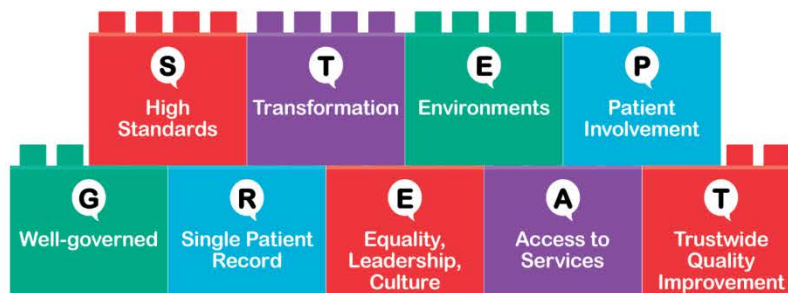 S
High
Standards
T
Transformation
E
Environments
P
Patient
Involvement
G
Well-governed
R
Single Patient
Record
E
Equality,
Leadership,
Culture
A
Access to
Services
T
Trustwide
Quality
Improvement